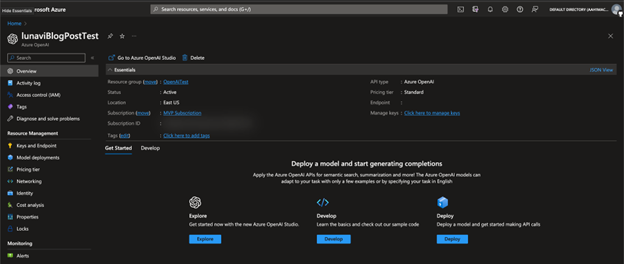 Hide Essentials
rosoft Azure
Search resources, services, and docs (G+/)
DEFAULT DIRECTORY
Home >
lunaviBlogPostTest
Azure OpenAI
Search
Overview
Activity log
Access control (IAM)
Tags
Diagnose and solve problems
Resource Management
Keys and Endpoint
Model deployments
Pricing tier
Networking
Identity
Cost analysis
Properties
Locks
Monitoring
Alerts
Go to Azure OpenAI Studio
Delete
Essentials
JSON View
Resource group (move) : OpenAITest
Status : Active
Location : East US
Subscription (move) : MVP Subscription
Subscription ID :
Tags (edit) : Click here to add tags
API type : Azure OpenAI
Pricing tier : Standard
Endpoint :
Manage keys : Click here to manage keys
Get Started
Develop
Deploy a model and start generating completions
Apply the Azure OpenAI APIs for semantic search, summarization and more! The Azure OpenAI models can
adapt to your task with only a few examples or by specifying your task in English
Explore
Get started now with the new Azure OpenAI Studio.
Explore
Develop
Learn the basics and check out our sample code
Develop
Deploy
Deploy a model and get started making API calls
Deploy